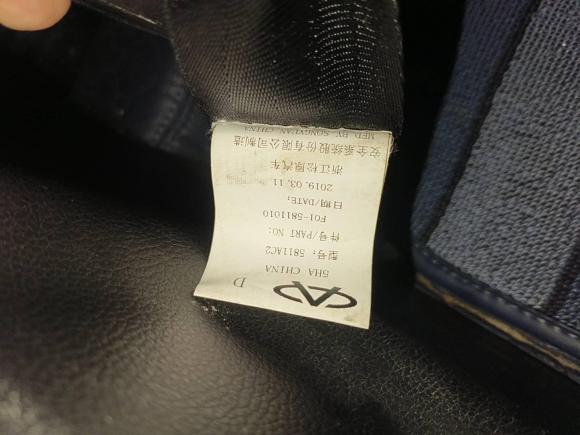 D
5HA CHINA
型号: 5811AC2
件号/PART NO:
F01-5811010
日期/DATE:
2019. 03. 11
浙江松原汽车
安全系统股份有限公司制造
MFD BY SONGYUAN CHINA